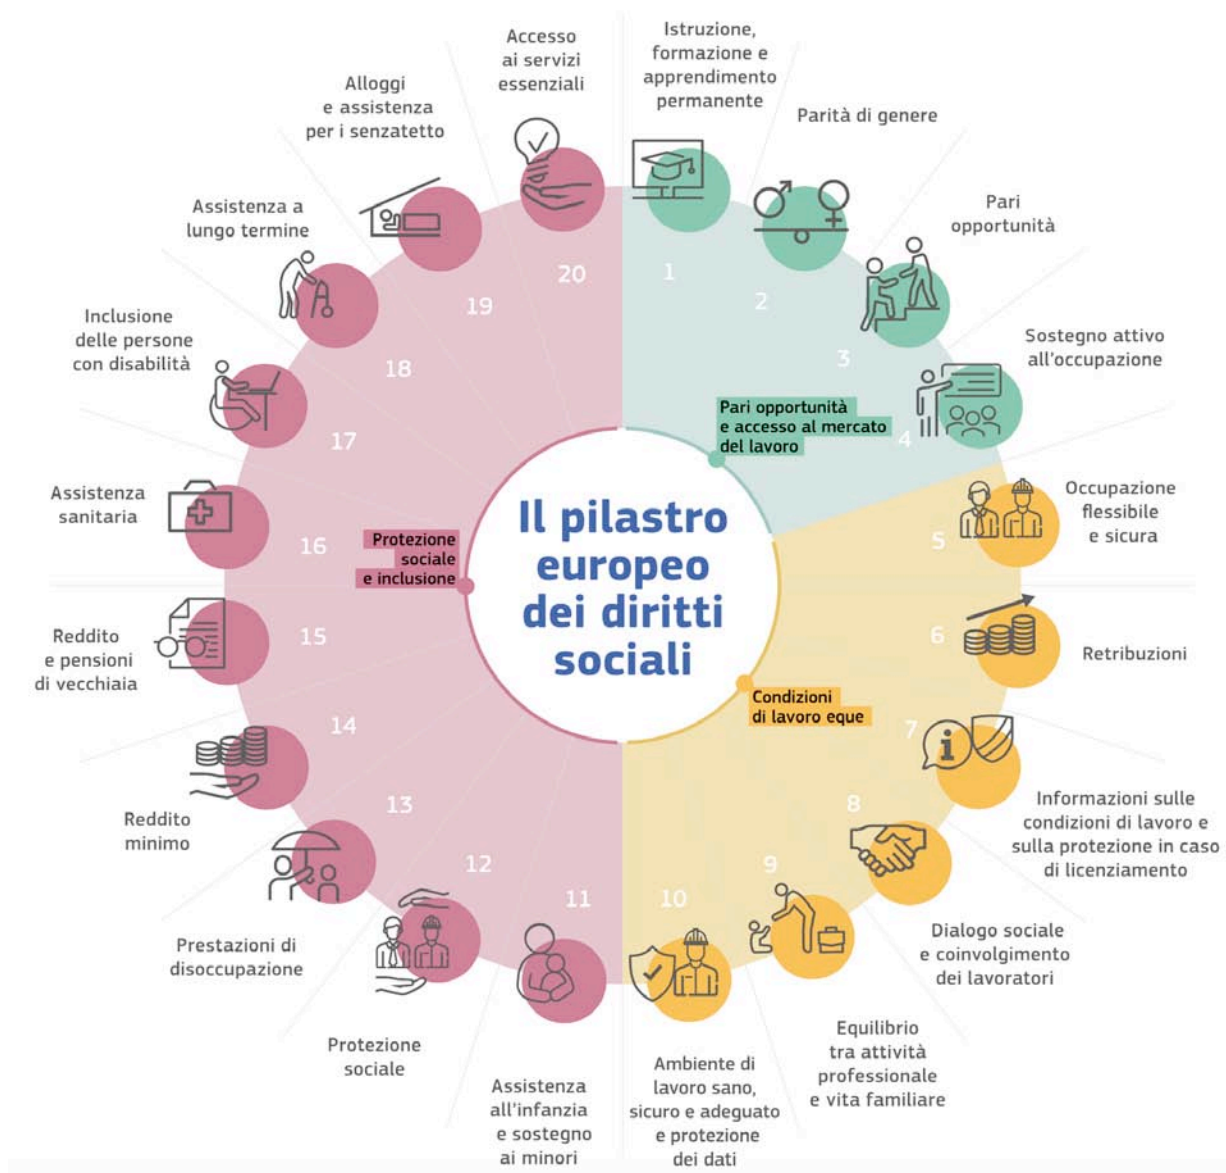 Il pilastro
europeo
dei diritti
sociali
Pari opportunità
e accesso al mercato
del lavoro
1
Istruzione,
formazione e
apprendimento
permanente
2
Parità di genere
3
Pari
opportunità
4
Sostegno attivo
all'occupazione
Condizioni
di lavoro eque
5
Occupazione
flessibile
e sicura
6
Retribuzioni
7
Informazioni sulle
condizioni di lavoro e
sulla protezione in caso
di licenziamento
8
Dialogo sociale
e coinvolgimento
dei lavoratori
9
Equilibrio
tra attività
professionale
e vita familiare
10
Ambiente di
lavoro sano,
sicuro e adeguato
e protezione
dei dati
Protezione
sociale
e inclusione
11
Assistenza
all'infanzia
e sostegno
ai minori
12
Protezione
sociale
13
Prestazioni di
disoccupazione
14
Reddito
minimo
15
Reddito
e pensioni
di vecchiaia
16
Assistenza
sanitaria
17
Inclusione
delle persone
con disabilità
18
Assistenza a
lungo termine
19
Alloggi
e assistenza
per i senzatetto
20
Accesso
ai servizi
essenziali
i